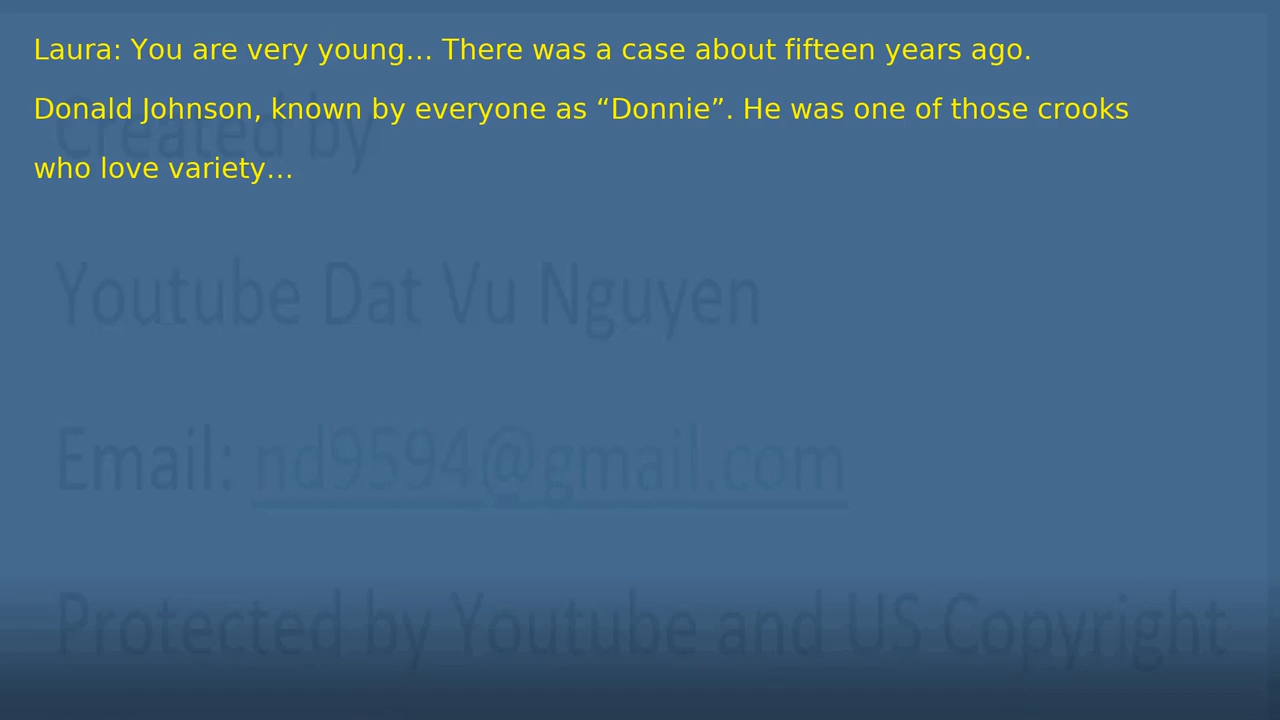 Laura: You are very young… There was a case about fifteen years ago.
Donald Johnson, known by everyone as “Donnie”. He was one of those crooks
who love variety…
Created by
Youtube Dat Vu Nguyen
Email: nd9594@gmail.com
Protected by Youtube and US Copyright